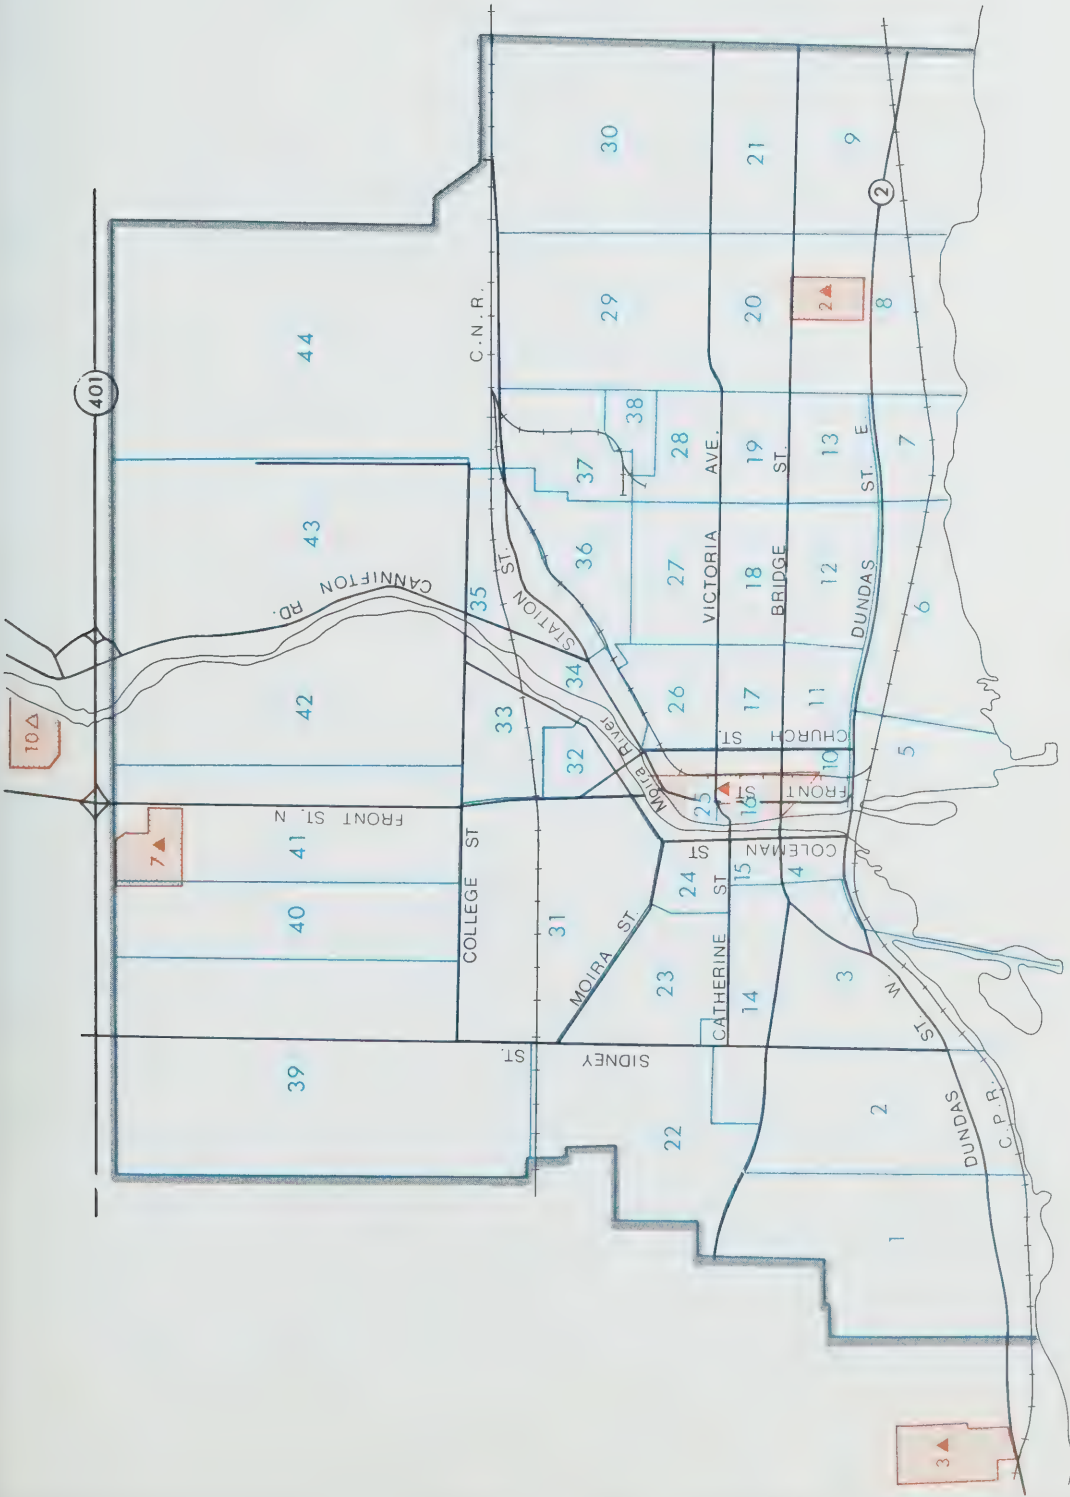 401
10
7
44
43
42
41
40
39
CANNIFTON RD.
FRONT ST. N
C.N.R.
COLLEGE ST
35
STATION ST.
34
33
32
31
30
29
38
37
36
28
27
26
25
Moira River
MOIRA ST.
SIDNEY ST.
24
23
22
VICTORIA AVE.
CATHERINE ST
21
20
19
18
17
16
15
14
BRIDGE ST.
CHURCH ST.
FRONT ST
COLEMAN ST
2
9
8
13
12
11
10
4
3
2
1
2
DUNDAS ST. E.
7
6
5
DUNDAS ST. W.
C.P.R.
3